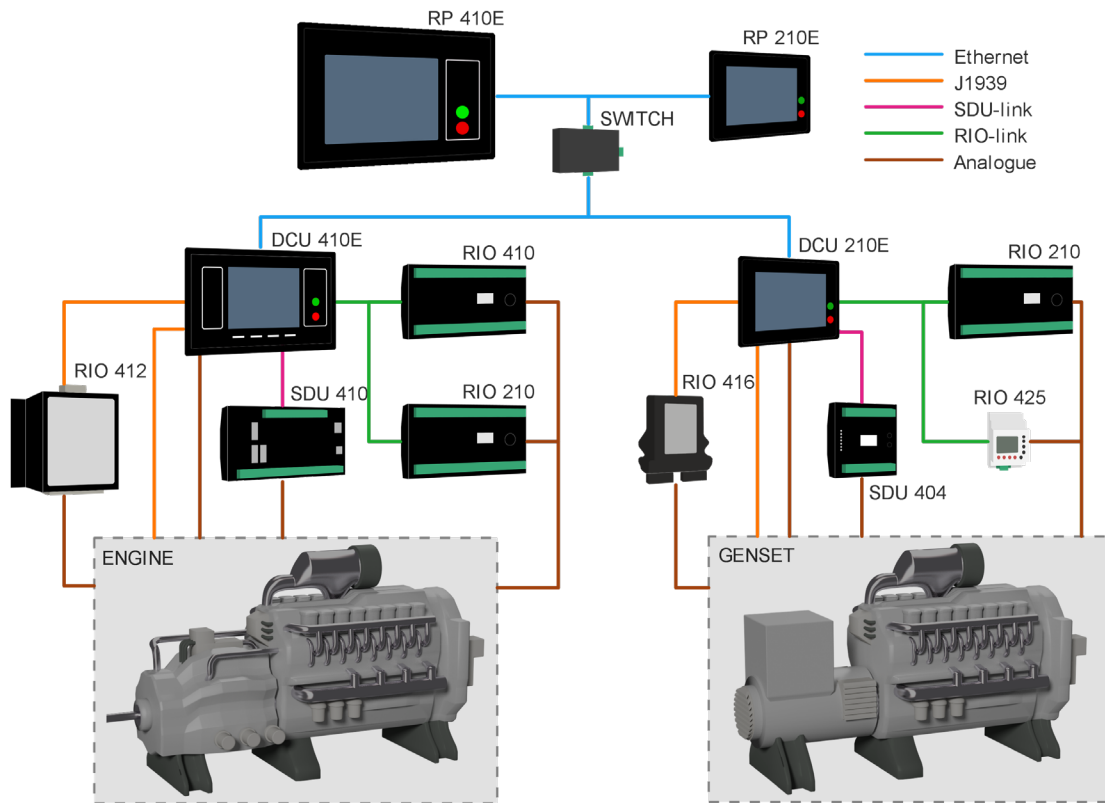 RP 410E
RP 210E
Ethernet
J1939
SDU-link
RIO-link
Analogue
SWITCH
DCU 410E
RIO 410
DCU 210E
RIO 210
RIO 412
SDU 410
RIO 210
RIO 416
RIO 425
SDU 404
ENGINE
GENSET